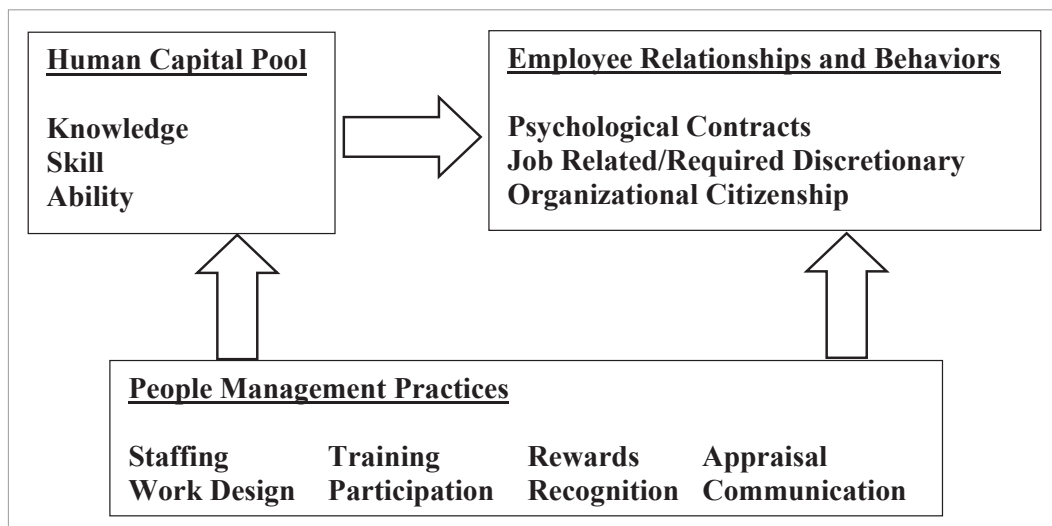 Human Capital Pool
Knowledge
Skill
Ability
Employee Relationships and Behaviors
Psychological Contracts
Job Related/Required Discretionary
Organizational Citizenship
People Management Practices
Staffing Training Rewards Appraisal
Work Design Participation Recognition Communication